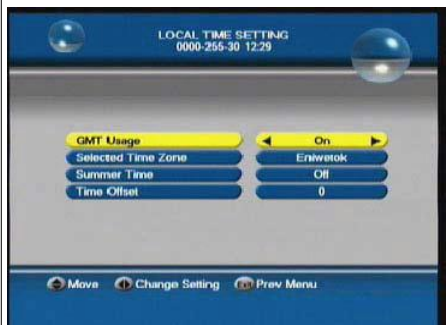 LOCAL TIME SETTING
0000-255-30 12:29
GMT Usage On
Selected Time Zone Eniwetok
Summer Time Off
Time Offset 0
Move Change Setting Exit Prev Menu